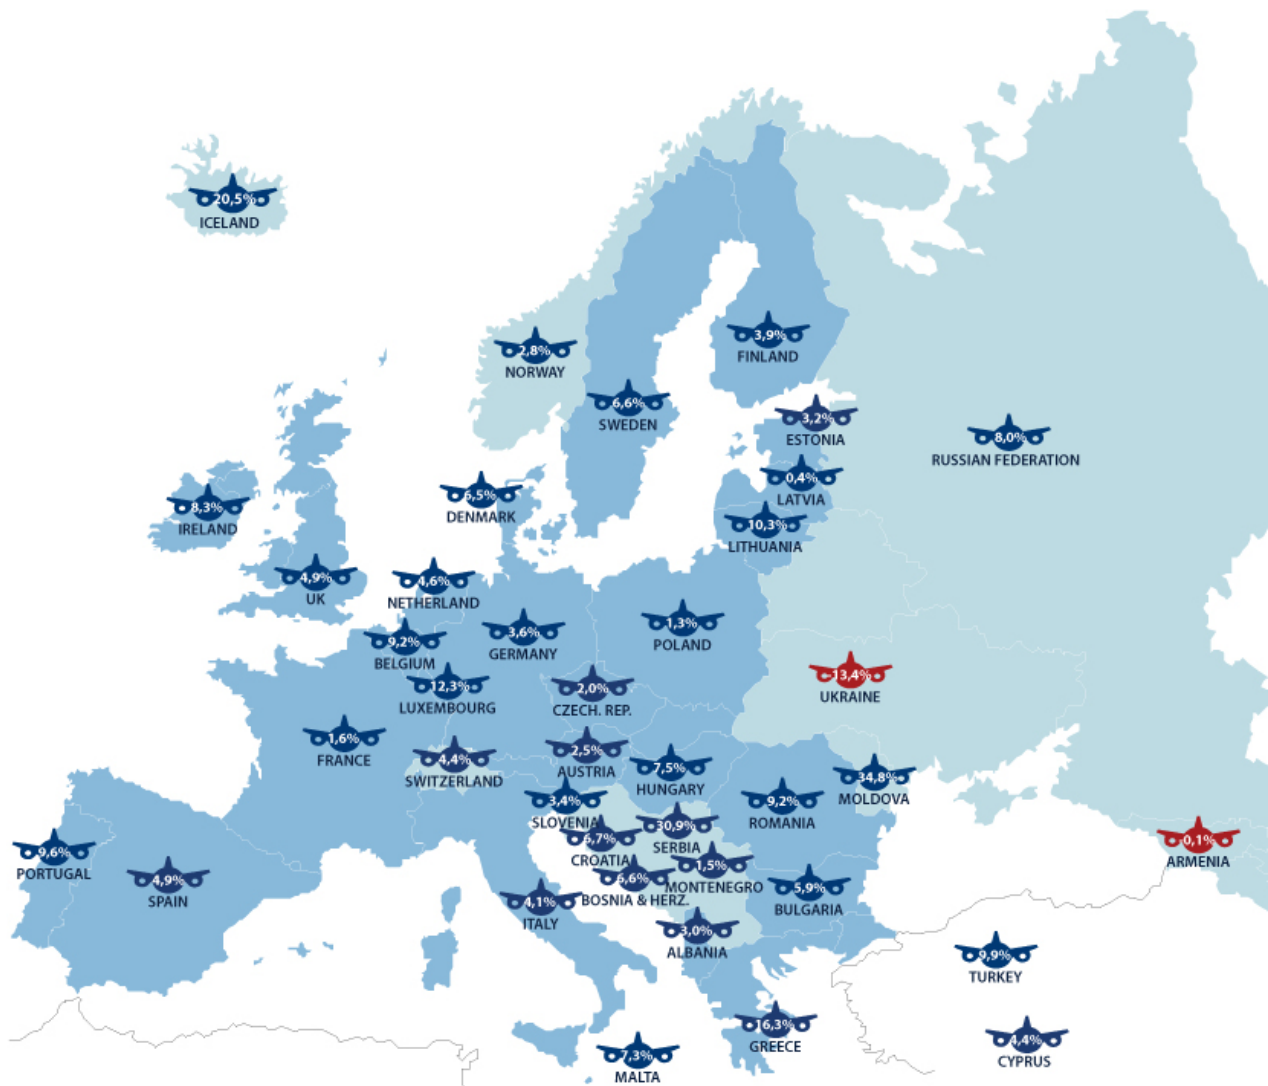 20,5%
ICELAND
2,8%
NORWAY
3,9%
FINLAND
6,6%
SWEDEN
3,2%
ESTONIA
8,0%
RUSSIAN FEDERATION
0,4%
LATVIA
6,5%
DENMARK
8,3%
IRELAND
10,3%
LITHUANIA
4,9%
UK
4,6%
NETHERLAND
9,2%
BELGIUM
3,6%
GERMANY
1,3%
POLAND
12,3%
LUXEMBOURG
2,0%
CZECH. REP.
-13,4%
UKRAINE
1,6%
FRANCE
4,4%
SWITZERLAND
2,5%
AUSTRIA
7,5%
HUNGARY
34,8%
MOLDOVA
3,4%
SLOVENIA
9,2%
ROMANIA
30,9%
SERBIA
6,7%
CROATIA
0,1%
ARMENIA
9,6%
PORTUGAL
4,9%
SPAIN
1,5%
MONTENEGRO
6,6%
BOSNIA & HERZ.
5,9%
BULGARIA
4,1%
ITALY
3,0%
ALBANIA
9,9%
TURKEY
16,3%
GREECE
4,4%
CYPRUS
7,3%
MALTA